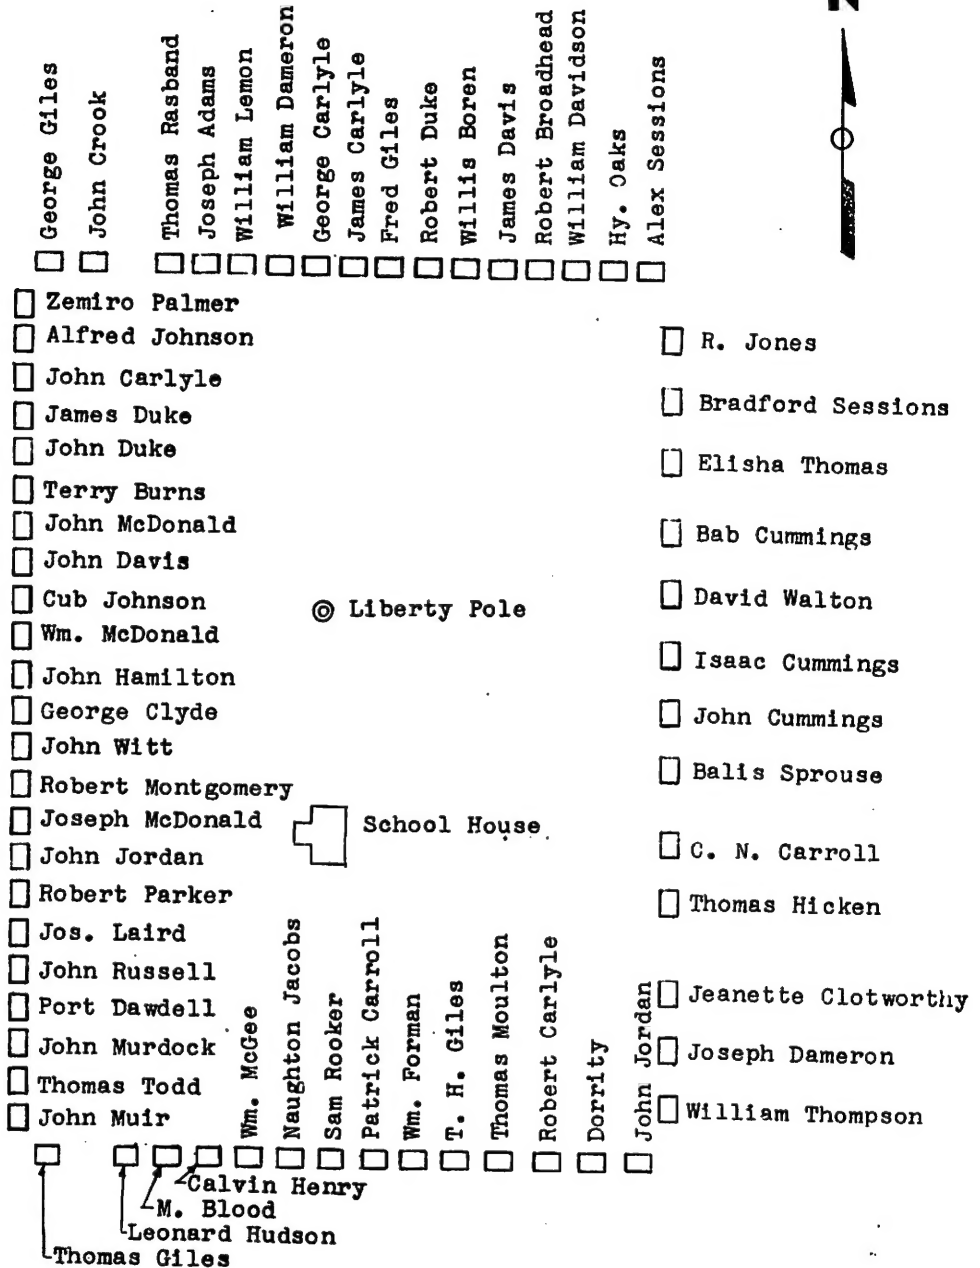 N
George Giles
John Crook
Thomas Rasband
Joseph Adams
William Lemon
William Dameron
George Carlyle
James Carlyle
Fred Giles
Robert Duke
Willis Boren
James Davis
Robert Broadhead
William Davidson
Hy. Oaks
Alex Sessions
Zemiro Palmer
Alfred Johnson
John Carlyle
James Duke
John Duke
Terry Burns
John McDonald
John Davis
Cub Johnson
Wm. McDonald
John Hamilton
George Clyde
John Witt
Robert Montgomery
Joseph McDonald
John Jordan
Robert Parker
Jos. Laird
John Russell
Port Dawdell
John Murdock
Thomas Todd
John Muir
Liberty Pole
School House
R. Jones
Bradford Sessions
Elisha Thomas
Bab Cummings
David Walton
Isaac Cummings
John Cummings
Balis Sprouse
C. N. Carroll
Thomas Hicken
Jeanette Clotworthy
Joseph Dameron
William Thompson
Wm. McGee
Naughton Jacobs
Sam Rooker
Patrick Carroll
Wm. Forman
T. H. Giles
Thomas Moulton
Robert Carlyle
Dorrity
John Jordan
Calvin Henry
M. Blood
Leonard Hudson
Thomas Giles